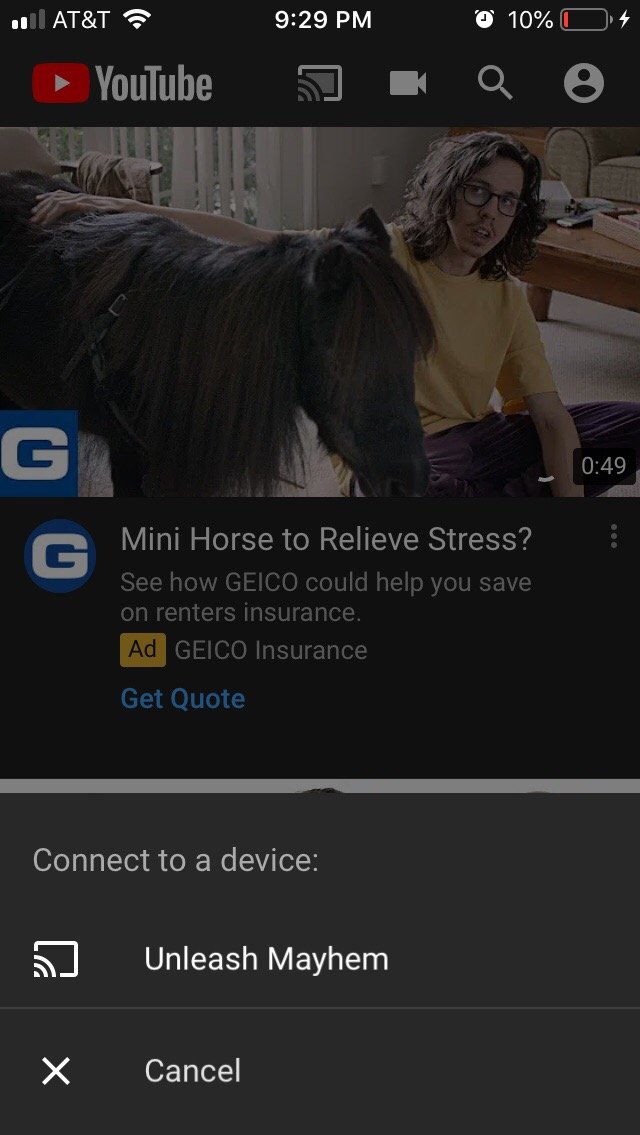 AT&T 9:29 PM 10%
YouTube
G
0:49
G Mini Horse to Relieve Stress?
See how GEICO could help you save
on renters insurance.
Ad GEICO Insurance
Get Quote
Connect to a device:
Unleash Mayhem
Cancel